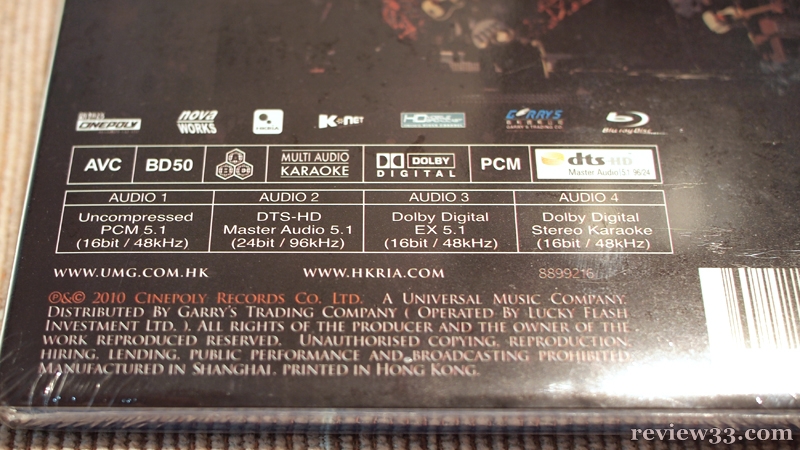 CINEPOLY
nova
WORKS
K NET
HD
GARRY'S
GARRY'S TRADING CO.
Blu-ray Disc
AVC
BD50
ABC
MULTI AUDIO
KARAOKE
DOLBY
DIGITAL
PCM
dts HD
Master Audio 5.1 96/24
AUDIO 1
AUDIO 2
AUDIO 3
AUDIO 4
Uncompressed
PCM 5.1
(16bit / 48kHz)
DTS-HD
Master Audio 5.1
(24bit / 96kHz)
Dolby Digital
EX 5.1
(16bit / 48kHz)
Dolby Digital
Stereo Karaoke
(16bit / 48kHz)
WWW.UMG.COM.HK WWW.HKRIA.COM 8899216
℗&© 2010 CINEPOLY RECORDS CO. LTD. A UNIVERSAL MUSIC COMPANY.
DISTRIBUTED BY GARRY'S TRADING COMPANY ( OPERATED BY LUCKY FLASH
INVESTMENT LTD. ). ALL RIGHTS OF THE PRODUCER AND THE OWNER OF THE
WORK REPRODUCED RESERVED. UNAUTHORISED COPYING, REPRODUCTION,
HIRING, LENDING, PUBLIC PERFORMANCE AND BROADCASTING PROHIBITED.
MANUFACTURED IN SHANGHAI. PRINTED IN HONG KONG.
review33.com